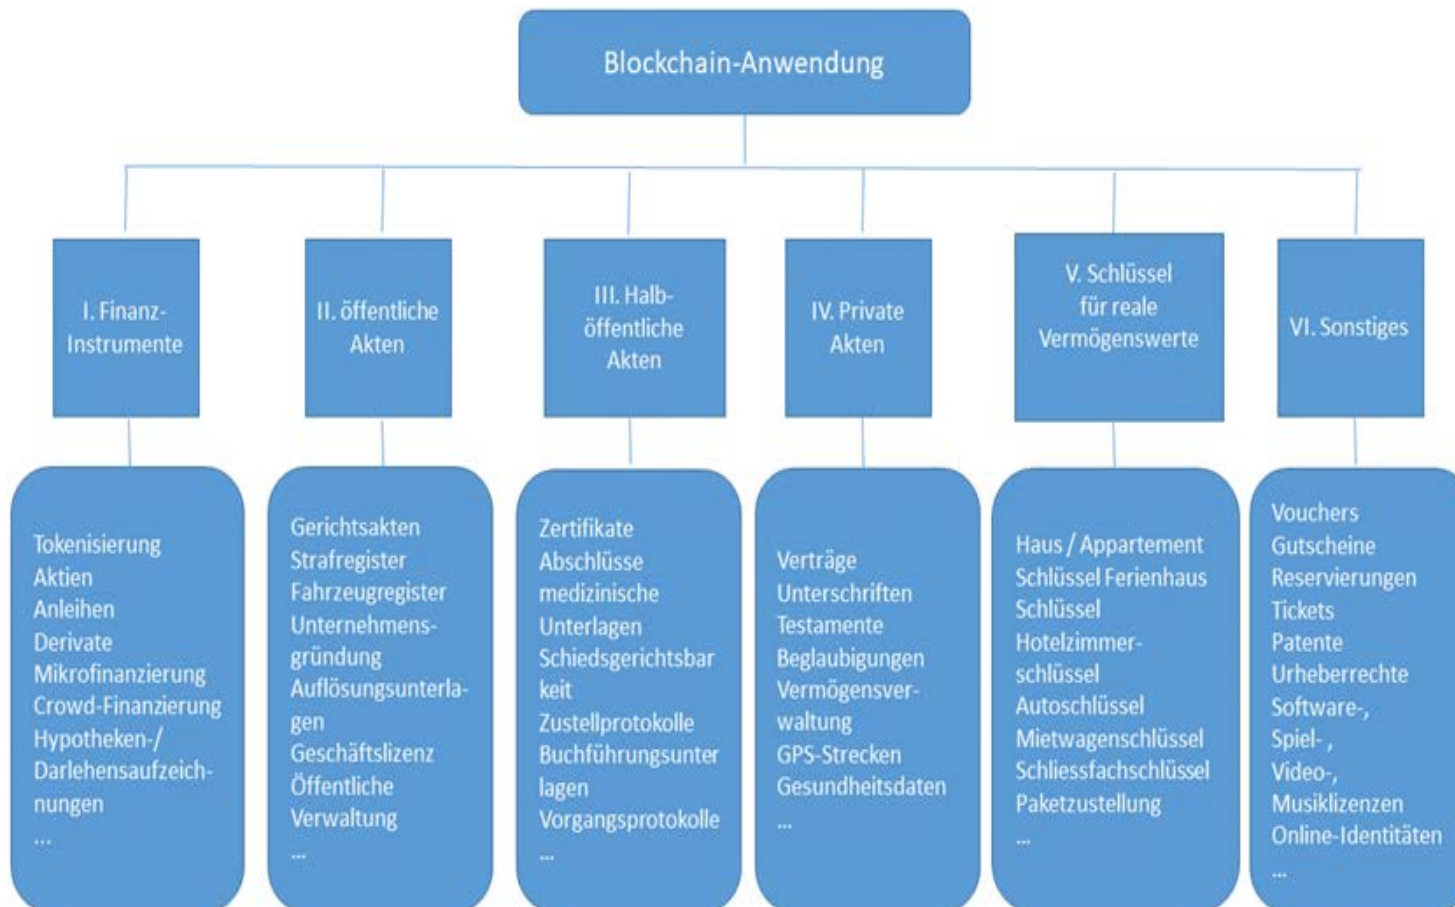 Blockchain-Anwendung
I. Finanz-
Instrumente
II. öffentliche
Akten
III. Halb-
öffentliche
Akten
IV. Private
Akten
V. Schlüssel
für reale
Vermögenswerte
VI. Sonstiges
Tokenisierung
Aktien
Anleihen
Derivate
Mikrofinanzierung
Crowd-Finanzierung
Hypotheken-/
Darlehensaufzeich-
nungen
...
Gerichtsakten
Strafregister
Fahrzeugregister
Unternehmens-
gründung
Auflösungsunterla-
gen
Geschäftslizenz
Öffentliche
Verwaltung
...
Zertifikate
Abschlüsse
medizinische
Unterlagen
Schiedsgerichtsbar
keit
Zustellprotokolle
Buchführungsunter
lagen
Vorgangsprotokolle
...
Verträge
Unterschriften
Testamente
Beglaubigungen
Vermögensver-
waltung
GPS-Strecken
Gesundheitsdaten
...
Haus / Appartement
Schlüssel Ferienhaus
Schlüssel
Hotelzimmer-
schlüssel
Autoschlüssel
Mietwagenschlüssel
Schliessfachschlüssel
Paketzustellung
...
Vouchers
Gutscheine
Reservierungen
Tickets
Patente
Urheberrechte
Software-,
Spiel- ,
Video-,
Musiklizenzen
Online-Identitäten
...